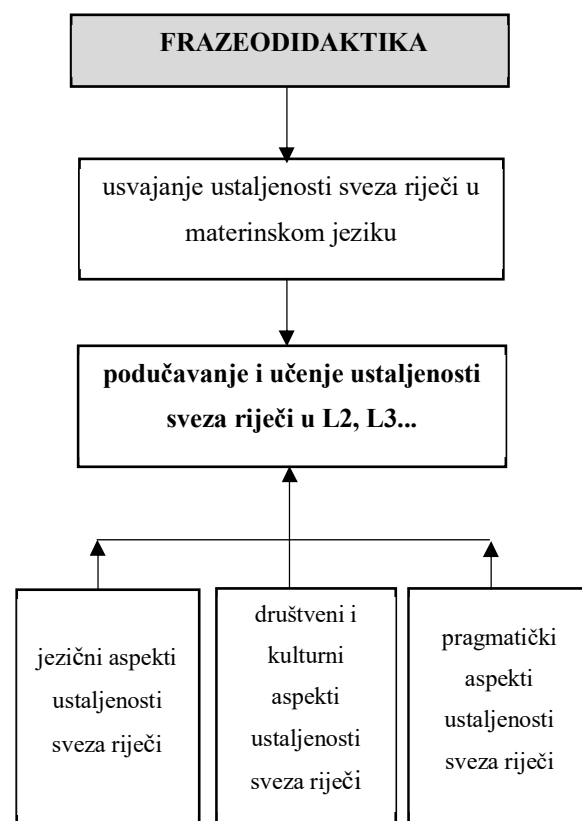 FRAZEODIDAKTIKA
usvajanje ustaljenosti sveza riječi u
materinskom jeziku
podučavanje i učenje ustaljenosti
sveza riječi u L2, L3...
jezični aspekti
ustaljenosti
sveza riječi
društveni i
kulturni
aspekti
ustaljenosti
sveza riječi
pragmatički
aspekti
ustaljenosti
sveza riječi